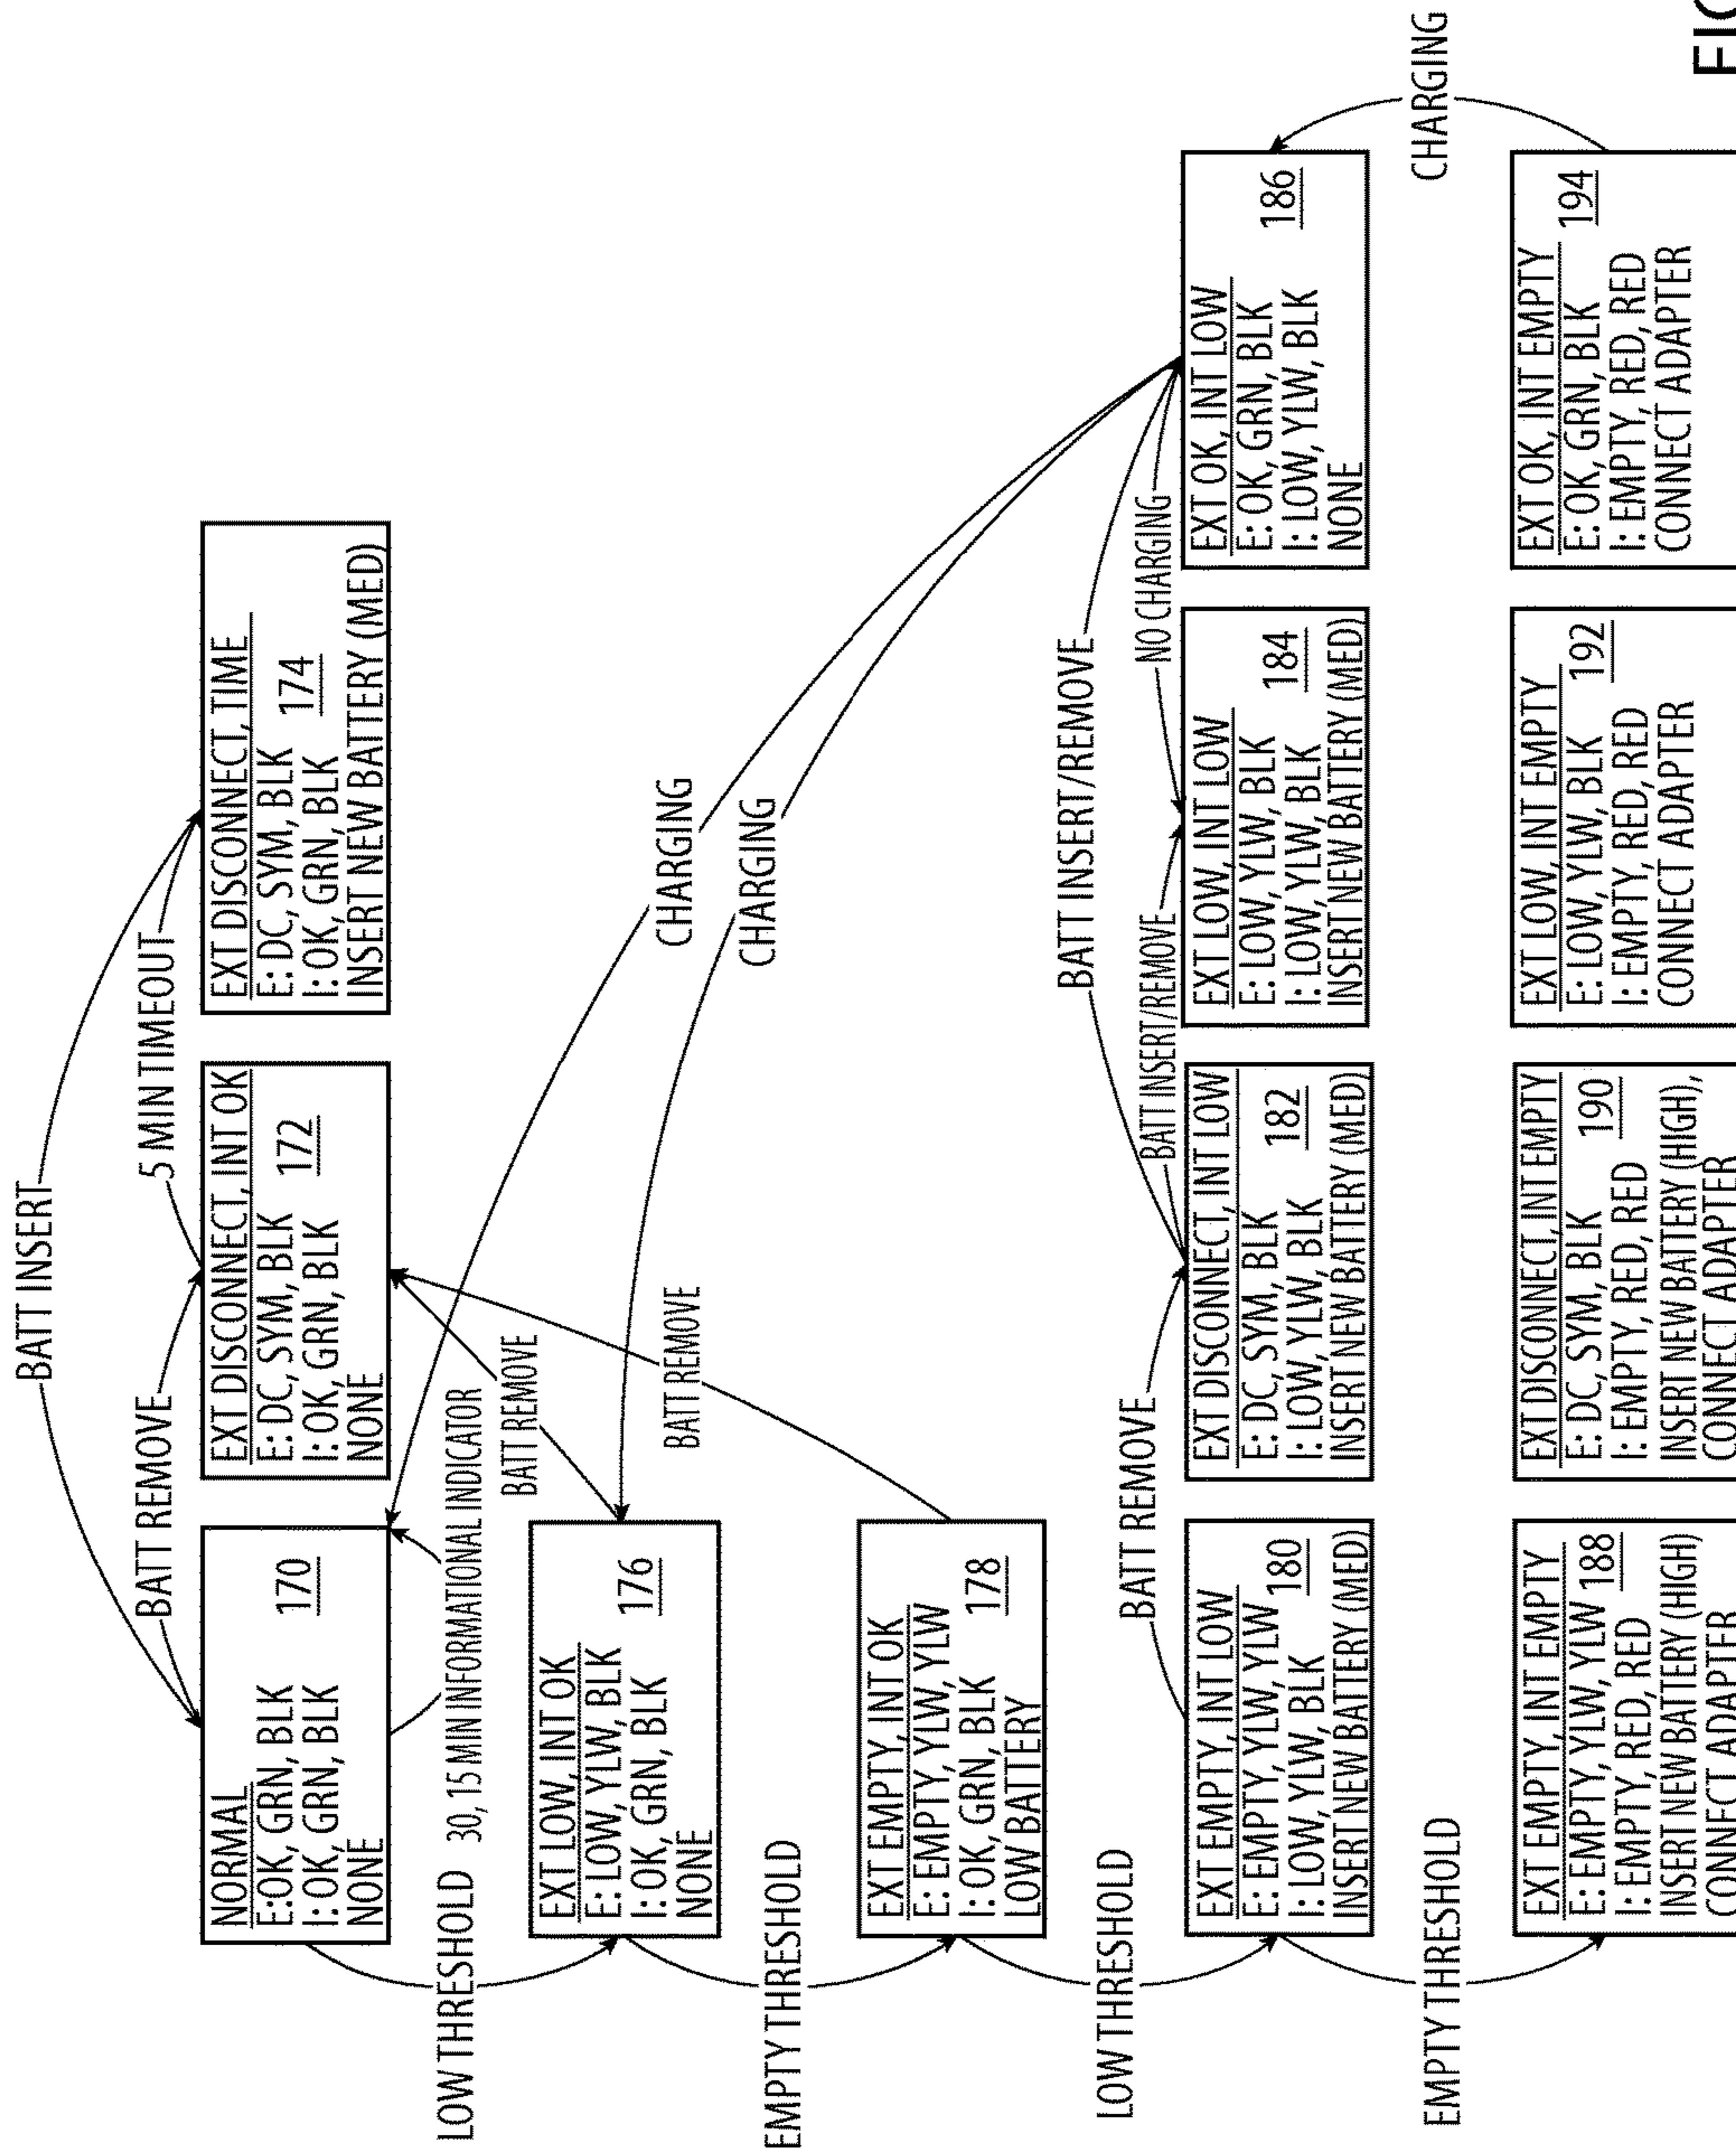 BATT INSERT
BATT REMOVE
5 MIN TIMEOUT
NORMAL
E:OK, GRN, BLK
I: OK, GRN, BLK
NONE
170
EXT DISCONNECT, INT OK
E: DC, SYM, BLK
I: OK, GRN, BLK
NONE
172
EXT DISCONNECT, TIME
E: DC, SYM, BLK
I: OK, GRN, BLK
INSERT NEW BATTERY (MED)
174
LOW THRESHOLD
30, 15 MIN INFORMATIONAL INDICATOR
BATT REMOVE
EXT LOW, INT OK
E: LOW, YLW, BLK
I: OK, GRN, BLK
NONE
176
BATT REMOVE
CHARGING
CHARGING
EMPTY THRESHOLD
EXT EMPTY, INT OK
E: EMPTY, YLW, YLW
I: OK, GRN, BLK
LOW BATTERY
178
LOW THRESHOLD
BATT REMOVE
BATT INSERT/REMOVE
BATT INSERT/REMOVE
NO CHARGING
EXT EMPTY, INT LOW
E: EMPTY, YLW, YLW
I: LOW, YLW, BLK
INSERT NEW BATTERY (MED)
180
EXT DISCONNECT, INT LOW
E: DC, SYM, BLK
I: LOW, YLW, BLK
INSERT NEW BATTERY (MED)
182
EXT LOW, INT LOW
E: LOW, YLW, BLK
I: LOW, YLW, BLK
INSERT NEW BATTERY (MED)
184
EXT OK, INT LOW
E: OK, GRN, BLK
I: LOW, YLW, BLK
NONE
186
EMPTY THRESHOLD
CHARGING
EXT EMPTY, INT EMPTY
E: EMPTY, YLW, YLW
I: EMPTY, RED, RED
INSERT NEW BATTERY (HIGH)
CONNECT ADAPTER
188
EXT DISCONNECT, INT EMPTY
E: DC, SYM, BLK
I: EMPTY, RED, RED
INSERT NEW BATTERY (HIGH),
CONNECT ADAPTER
190
EXT LOW, INT EMPTY
E: LOW, YLW, BLK
I: EMPTY, RED, RED
CONNECT ADAPTER
192
EXT OK, INT EMPTY
E: OK, GRN, BLK
I: EMPTY, RED, RED
CONNECT ADAPTER
194